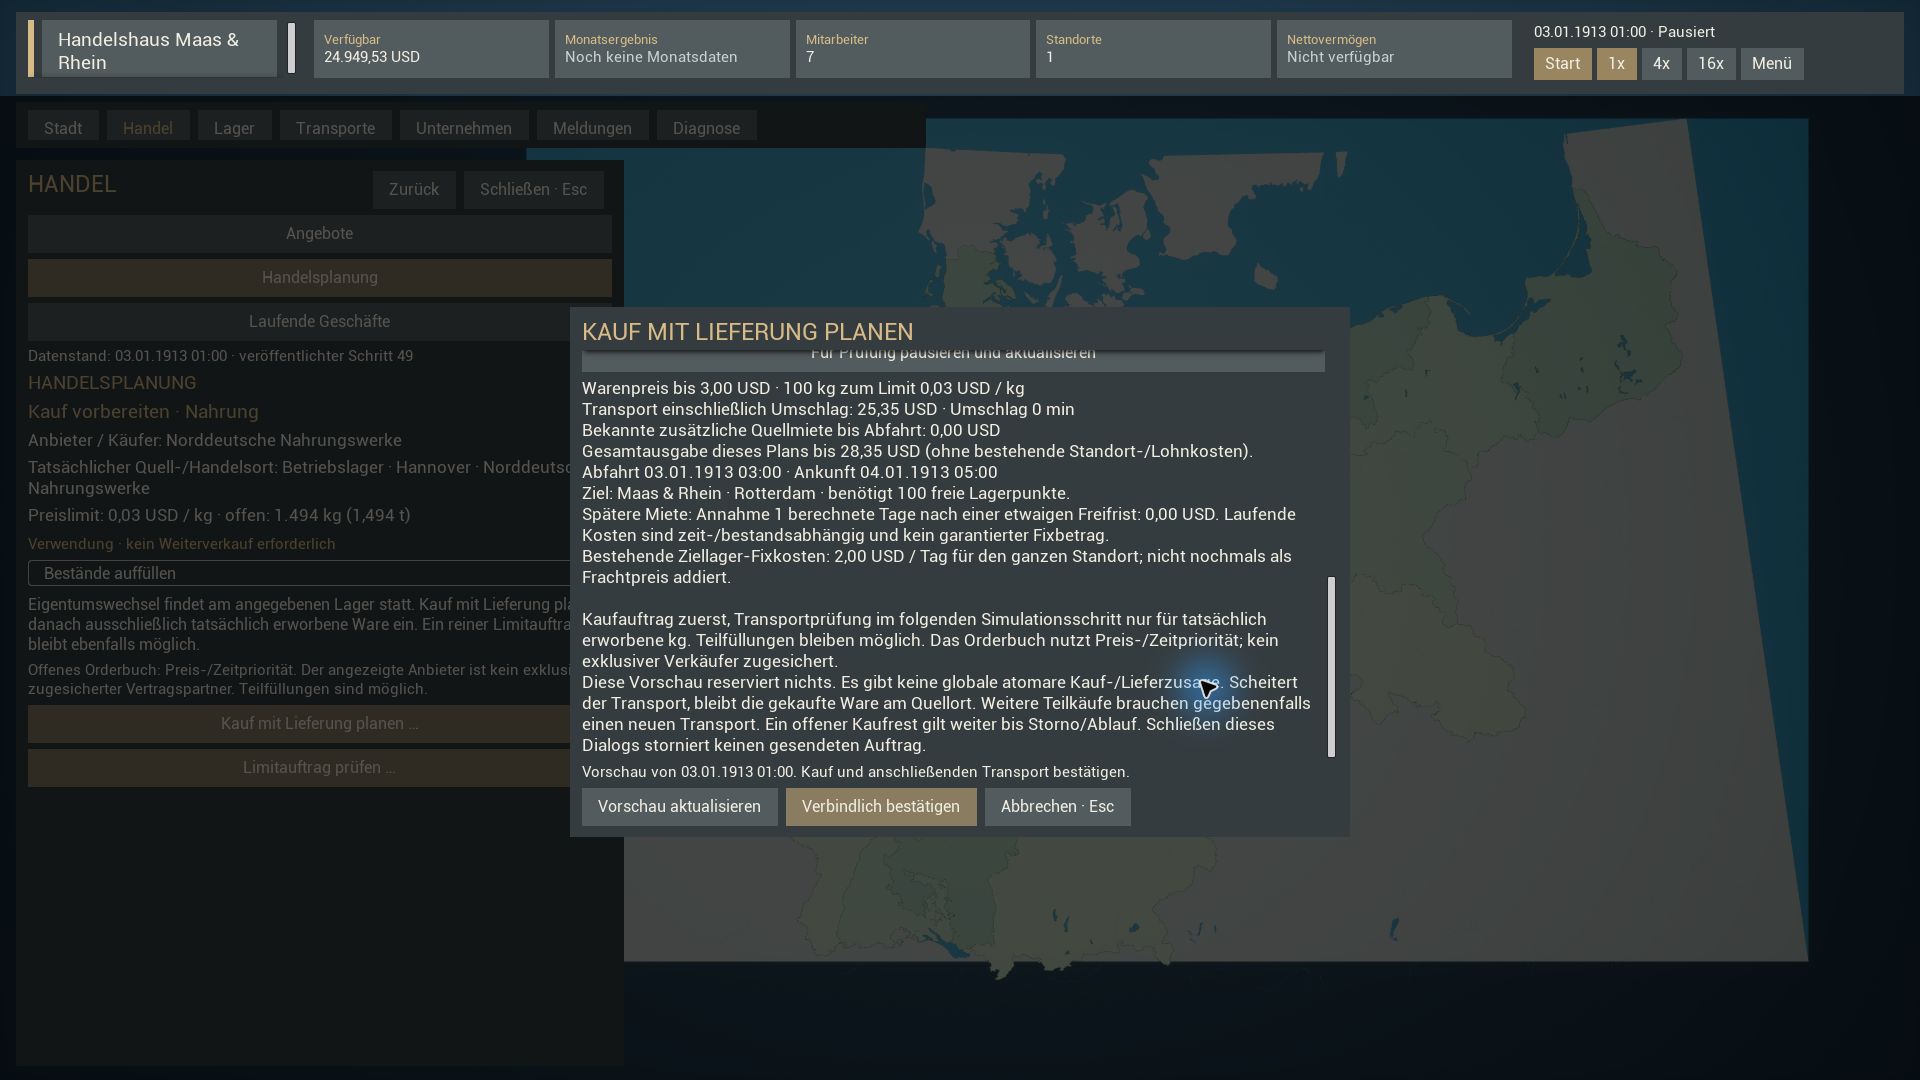 Handelshaus Maas &
Rhein
Verfügbar
24.949,53 USD
Monatsergebnis
Noch keine Monatsdaten
Mitarbeiter
7
Standorte
1
Nettovermögen
Nicht verfügbar
03.01.1913 01:00 · Pausiert
Start
1x
4x
16x
Menü
Stadt
Handel
Lager
Transporte
Unternehmen
Meldungen
Diagnose
HANDEL
Zurück
Schließen · Esc
Angebote
Handelsplanung
Laufende Geschäfte
Datenstand: 03.01.1913 01:00 · veröffentlichter Schritt 49
HANDELSPLANUNG
Kauf vorbereiten · Nahrung
Anbieter / Käufer: Norddeutsche Nahrungswerke
Tatsächlicher Quell-/Handelsort: Betriebslager · Hannover · Norddeutsc
Nahrungswerke
Preislimit: 0,03 USD / kg · offen: 1.494 kg (1,494 t)
Verwendung · kein Weiterverkauf erforderlich
Bestände auffüllen
Eigentumswechsel findet am angegebenen Lager statt. Kauf mit Lieferung pla
danach ausschließlich tatsächlich erworbene Ware ein. Ein reiner Limitauftra
bleibt ebenfalls möglich.
Offenes Orderbuch: Preis-/Zeitpriorität. Der angezeigte Anbieter ist kein exklusi
zugesicherter Vertragspartner. Teilfüllungen sind möglich.
Kauf mit Lieferung planen ...
Limitauftrag prüfen ...
KAUF MIT LIEFERUNG PLANEN
Für Prüfung pausieren und aktualisieren
Warenpreis bis 3,00 USD · 100 kg zum Limit 0,03 USD / kg
Transport einschließlich Umschlag: 25,35 USD · Umschlag 0 min
Bekannte zusätzliche Quellmiete bis Abfahrt: 0,00 USD
Gesamtausgabe dieses Plans bis 28,35 USD (ohne bestehende Standort-/Lohnkosten).
Abfahrt 03.01.1913 03:00 · Ankunft 04.01.1913 05:00
Ziel: Maas & Rhein · Rotterdam · benötigt 100 freie Lagerpunkte.
Spätere Miete: Annahme 1 berechnete Tage nach einer etwaigen Freifrist: 0,00 USD. Laufende
Kosten sind zeit-/bestandsabhängig und kein garantierter Fixbetrag.
Bestehende Ziellager-Fixkosten: 2,00 USD / Tag für den ganzen Standort; nicht nochmals als
Frachtpreis addiert.
Kaufauftrag zuerst, Transportprüfung im folgenden Simulationsschritt nur für tatsächlich
erworbene kg. Teilfüllungen bleiben möglich. Das Orderbuch nutzt Preis-/Zeitpriorität; kein
exklusiver Verkäufer zugesichert.
Diese Vorschau reserviert nichts. Es gibt keine globale atomare Kauf-/Lieferzusage. Scheitert
der Transport, bleibt die gekaufte Ware am Quellort. Weitere Teilkäufe brauchen gegebenenfalls
einen neuen Transport. Ein offener Kaufrest gilt weiter bis Storno/Ablauf. Schließen dieses
Dialogs storniert keinen gesendeten Auftrag.
Vorschau von 03.01.1913 01:00. Kauf und anschließenden Transport bestätigen.
Vorschau aktualisieren
Verbindlich bestätigen
Abbrechen · Esc